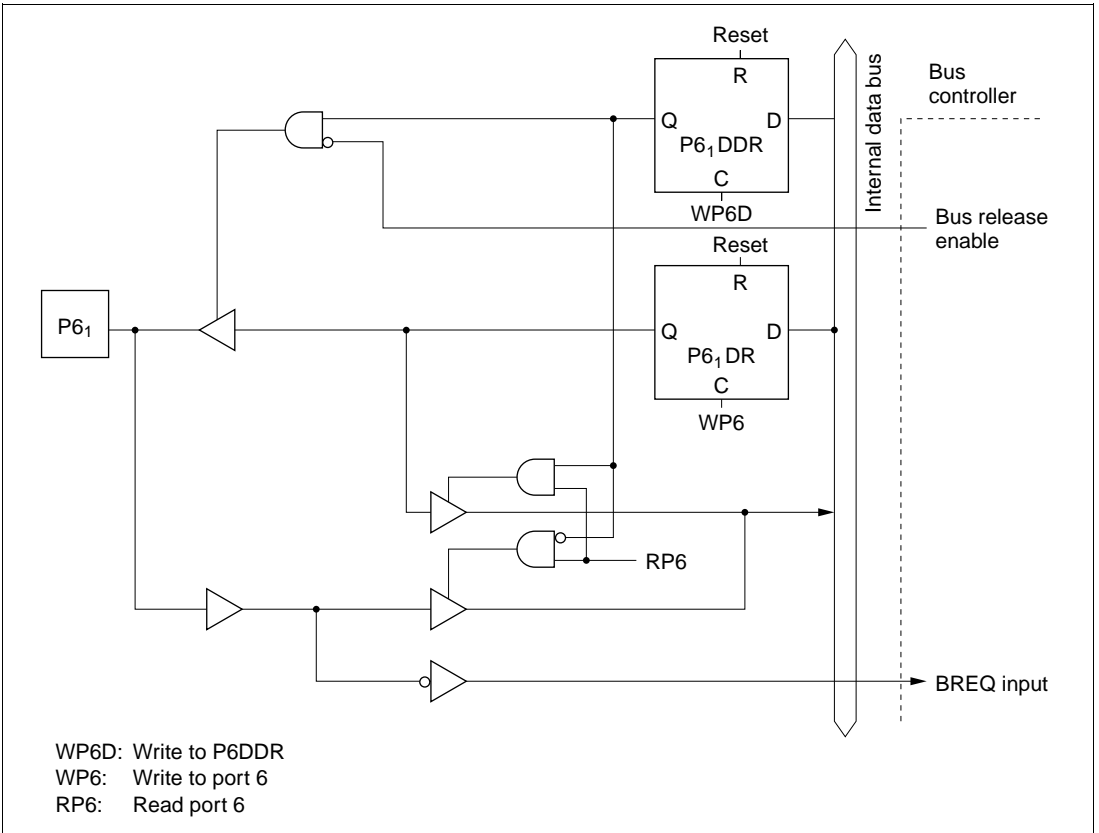 Reset
R
Q
D
P6₁DDR
C
WP6D
Internal data bus
Bus
controller
Bus release
enable
Reset
R
Q
D
P6₁DR
C
WP6
P6₁
RP6
BREQ input
WP6D: Write to P6DDR
WP6: Write to port 6
RP6: Read port 6